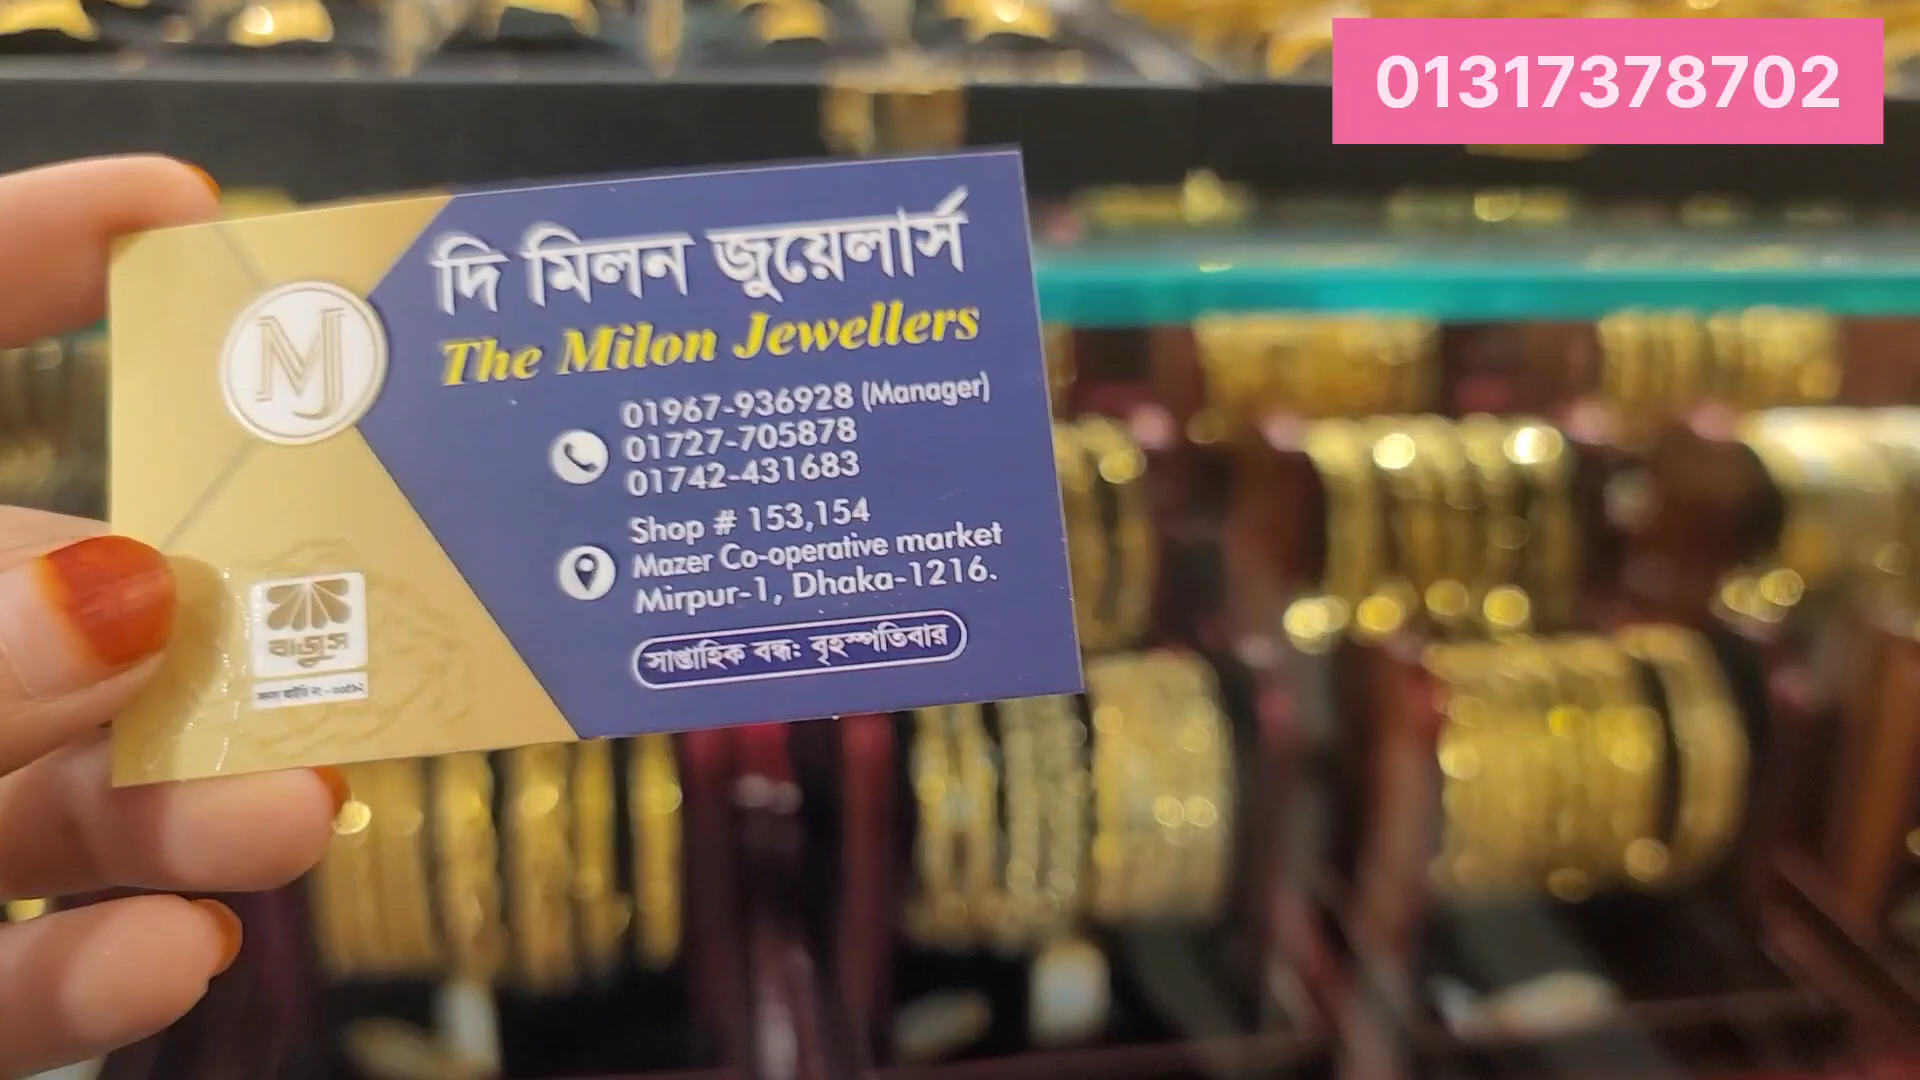 01317378702
দি মিলন জুয়েলার্স
The Milon Jewellers
01967-936928 (Manager)
01727-705878
01742-431683
Shop # 153,154
Mazer Co-operative market
Mirpur-1, Dhaka-1216.
সাপ্তাহিক বন্ধ: বৃহস্পতিবার
MJ
বাজুস